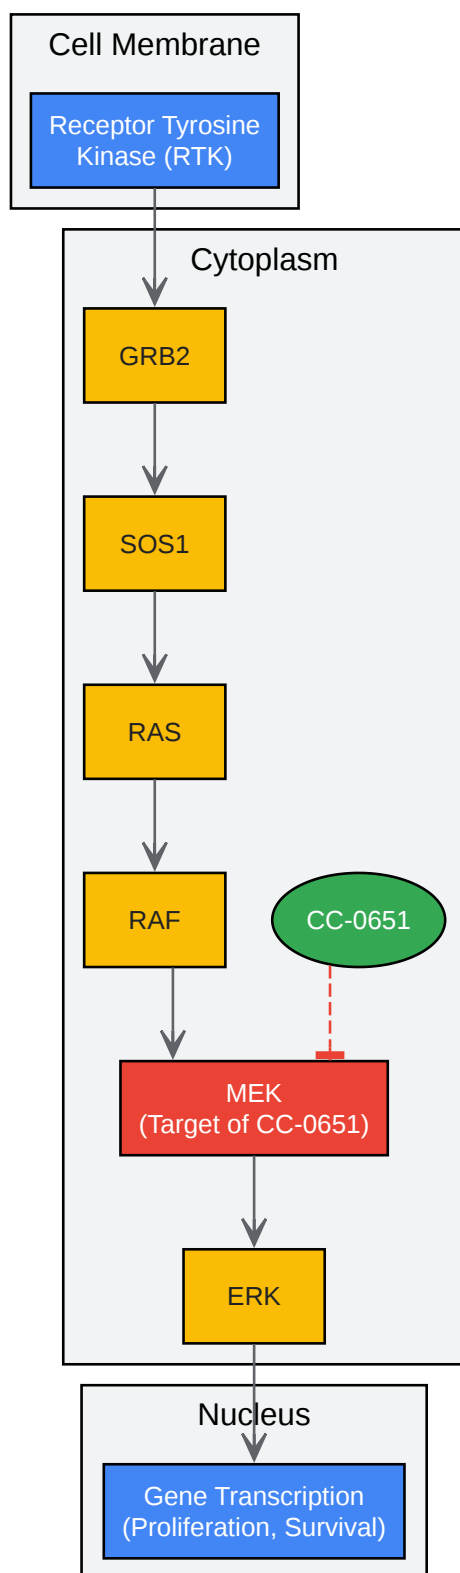 Cell Membrane
Receptor Tyrosine
Kinase (RTK)
Cytoplasm
GRB2
SOS1
RAS
RAF
CC-0651
MEK
(Target of CC-0651)
ERK
Nucleus
Gene Transcription
(Proliferation, Survival)